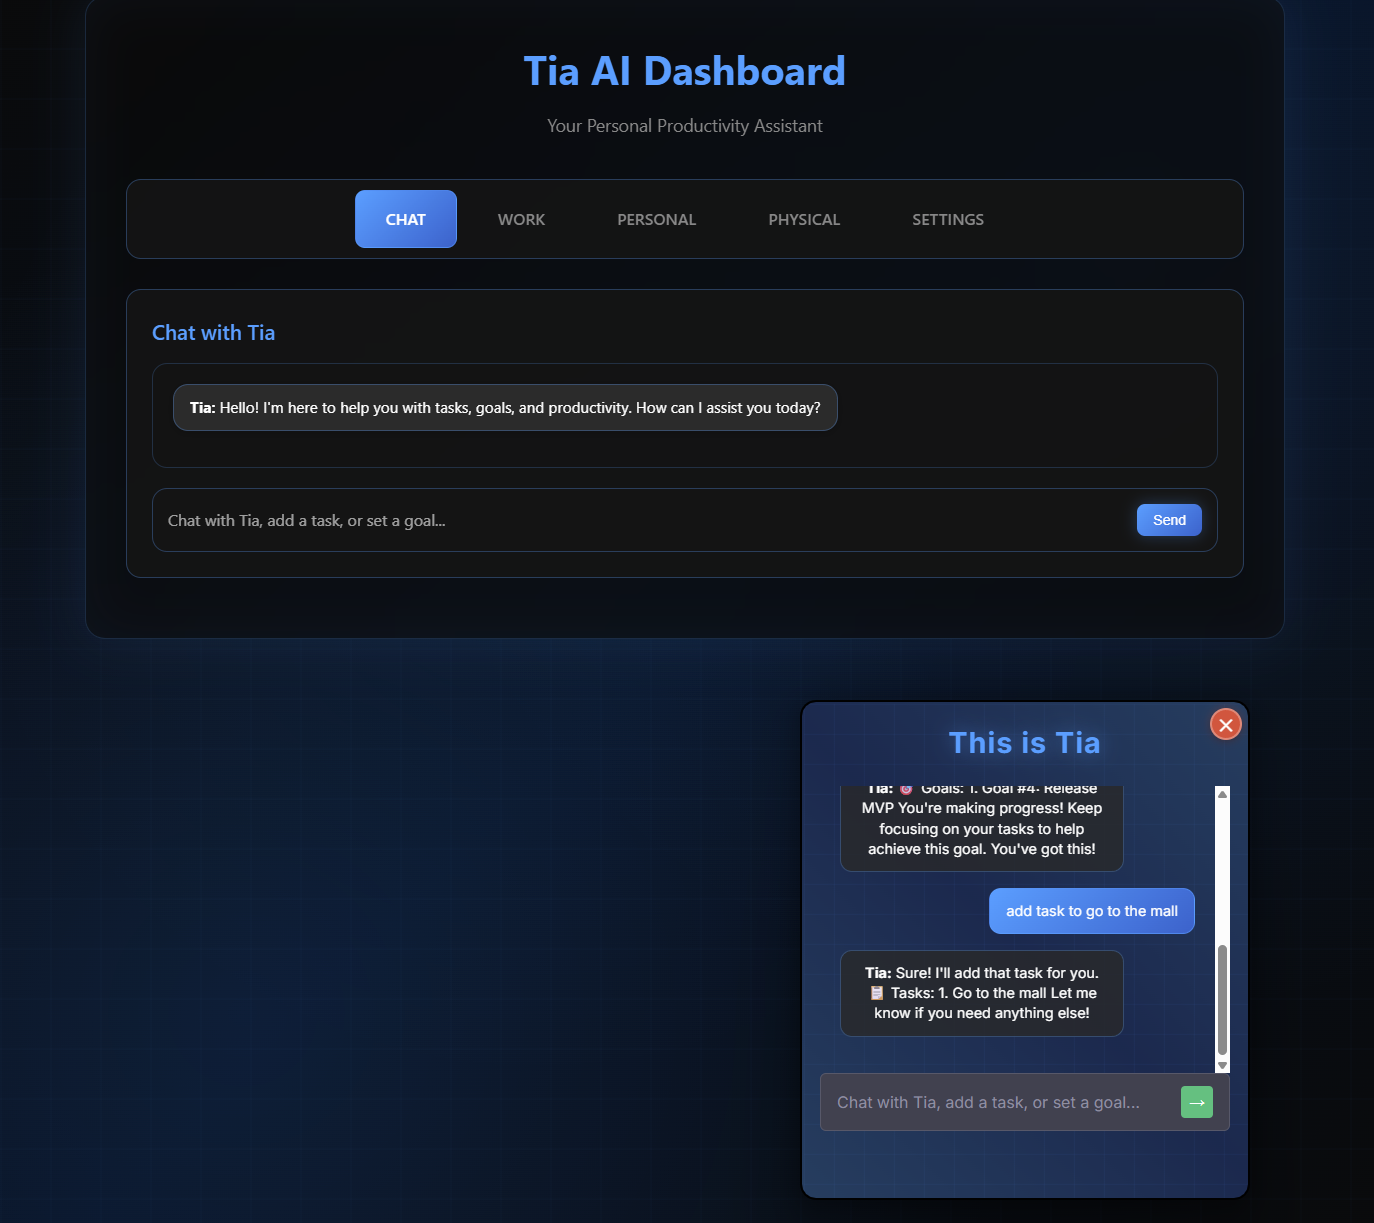 Tia AI Dashboard
Your Personal Productivity Assistant
CHAT WORK PERSONAL PHYSICAL SETTINGS
Chat with Tia
Tia: Hello! I'm here to help you with tasks, goals, and productivity. How can I assist you today?
Chat with Tia, add a task, or set a goal...
Send
This is Tia
Tia: 🎯 Goals: 1. Goal #4: Release
MVP You're making progress! Keep
focusing on your tasks to help
achieve this goal. You've got this!
add task to go to the mall
Tia: Sure! I'll add that task for you.
📋 Tasks: 1. Go to the mall Let me
know if you need anything else!
Chat with Tia, add a task, or set a goal...
→